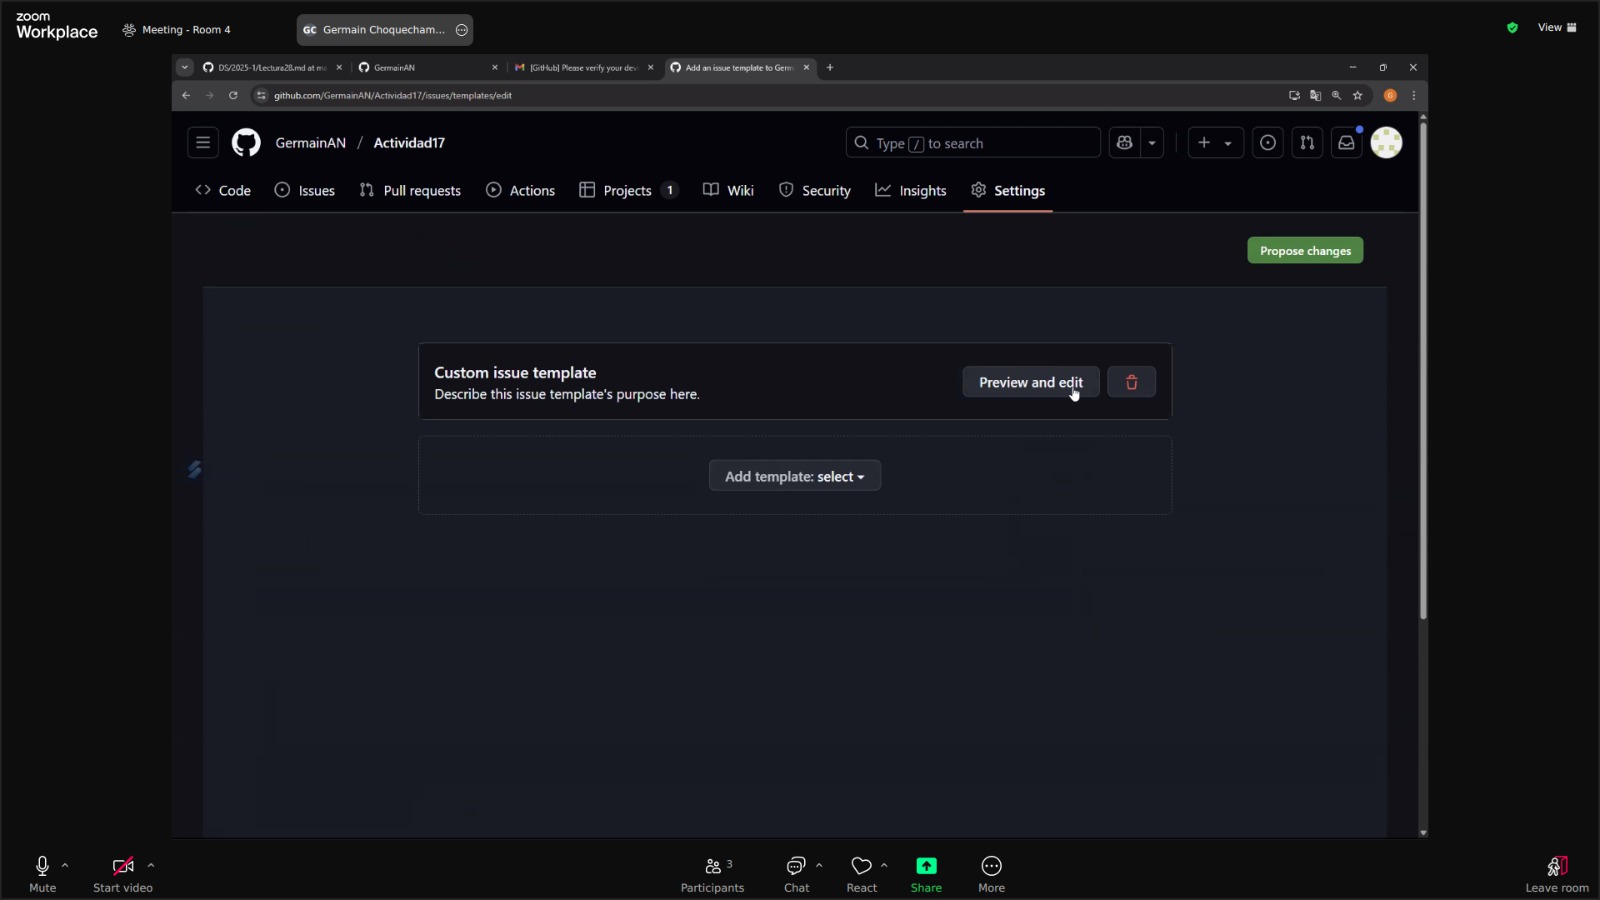 zoom
Workplace
Meeting - Room 4
GC Germain Choquecham...
View
DS/2025-1/Lectura28.md at ma
GermainAN
[GitHub] Please verify your dev
Add an issue template to Germ
github.com/GermainAN/Actividad17/issues/templates/edit
G
GermainAN / Actividad17
Type / to search
Code
Issues
Pull requests
Actions
Projects 1
Wiki
Security
Insights
Settings
Propose changes
Custom issue template
Describe this issue template's purpose here.
Preview and edit
Add template: select
Mute
Start video
3
Participants
Chat
React
Share
More
Leave room